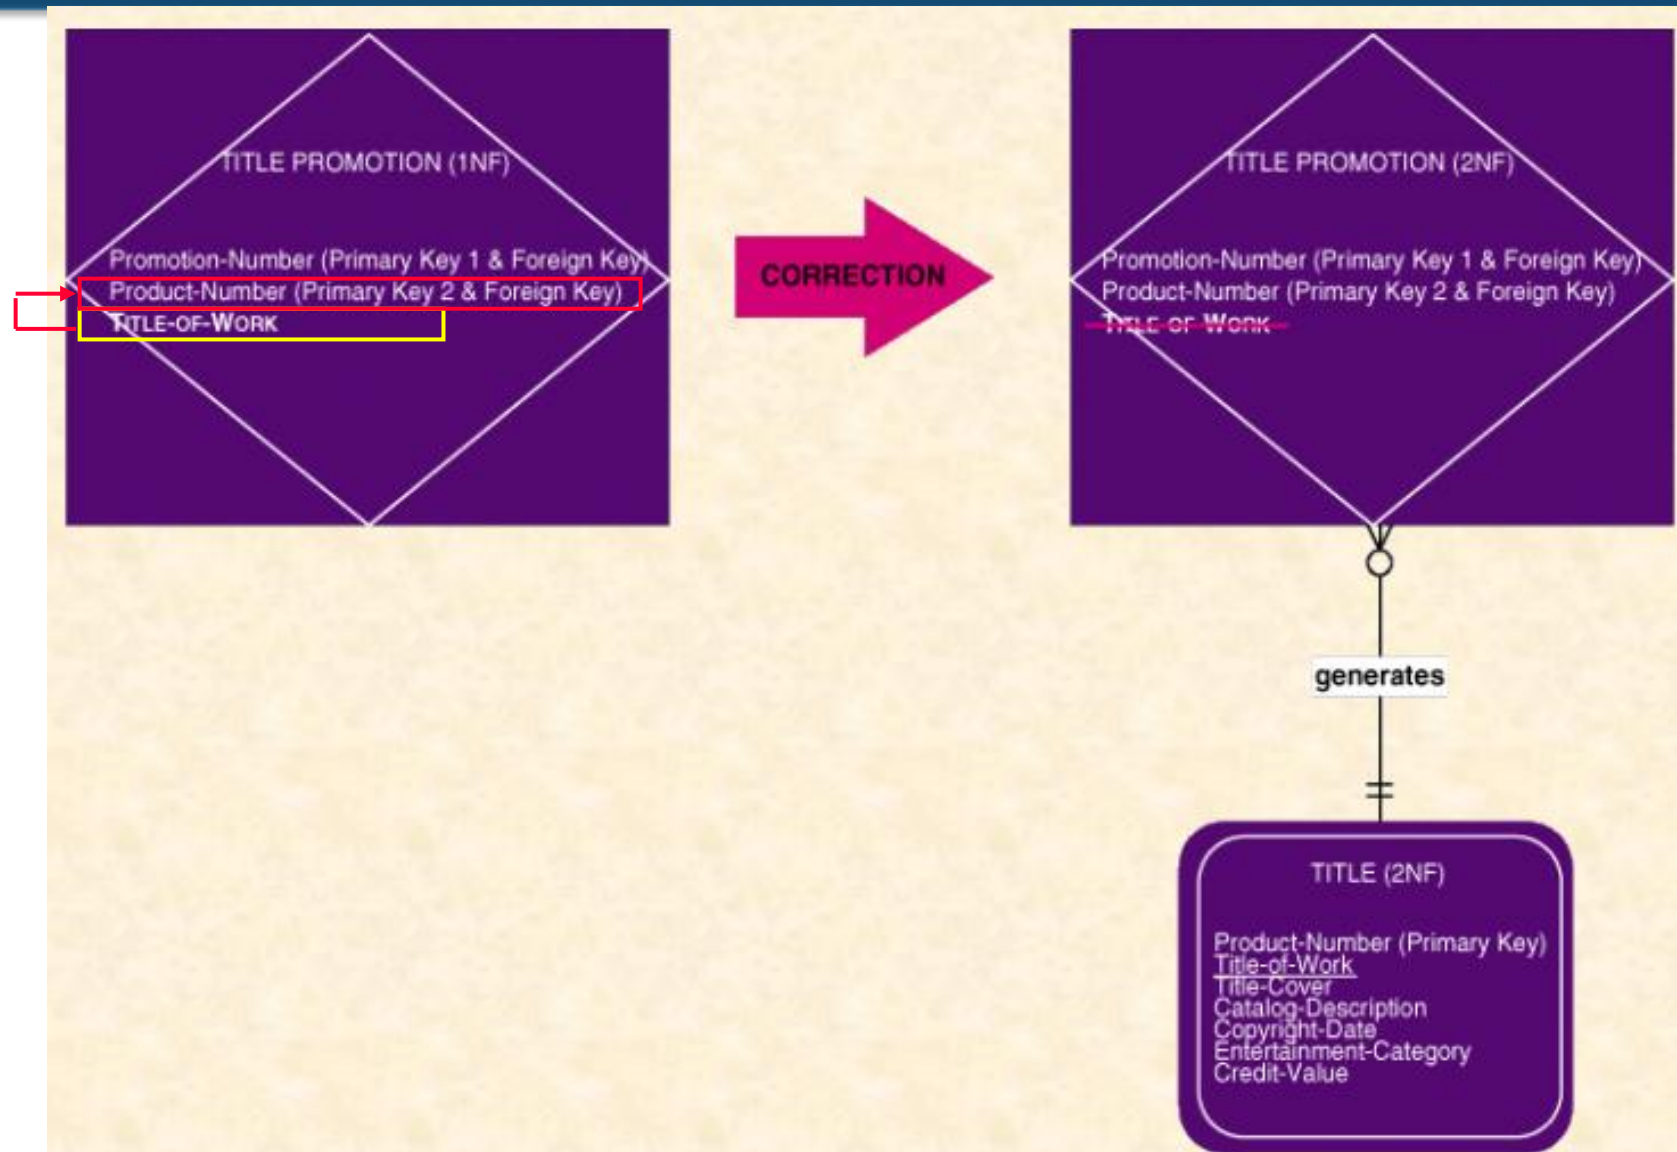 TITLE PROMOTION (1NF)
Promotion-Number (Primary Key 1 & Foreign Key)
Product-Number (Primary Key 2 & Foreign Key)
TITLE-OF-WORK
CORRECTION
TITLE PROMOTION (2NF)
Promotion-Number (Primary Key 1 & Foreign Key)
Product-Number (Primary Key 2 & Foreign Key)
TITLE-OF-WORK
generates
TITLE (2NF)
Product-Number (Primary Key)
Title-of-Work
Title-Cover
Catalog-Description
Copyright-Date
Entertainment-Category
Credit-Value